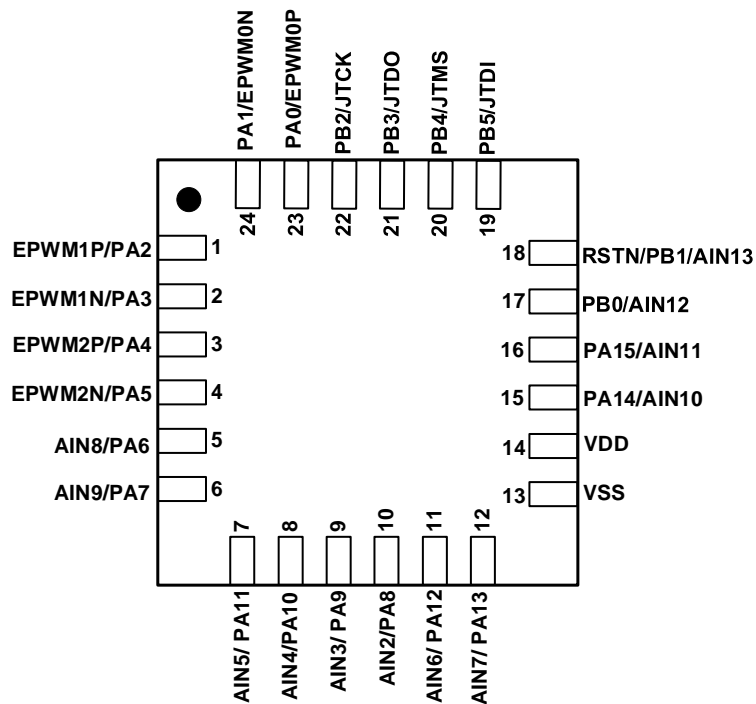 PA1/EPWM0N
PA0/EPWM0P
PB2/JTCK
PB3/JTDO
PB4/JTMS
PB5/JTDI
24
23
22
21
20
19
EPWM1P/PA2
1
EPWM1N/PA3
2
EPWM2P/PA4
3
EPWM2N/PA5
4
AIN8/PA6
5
AIN9/PA7
6
18
RSTN/PB1/AIN13
17
PB0/AIN12
16
PA15/AIN11
15
PA14/AIN10
14
VDD
13
VSS
7
8
9
10
11
12
AIN5/ PA11
AIN4/PA10
AIN3/ PA9
AIN2/PA8
AIN6/ PA12
AIN7/ PA13